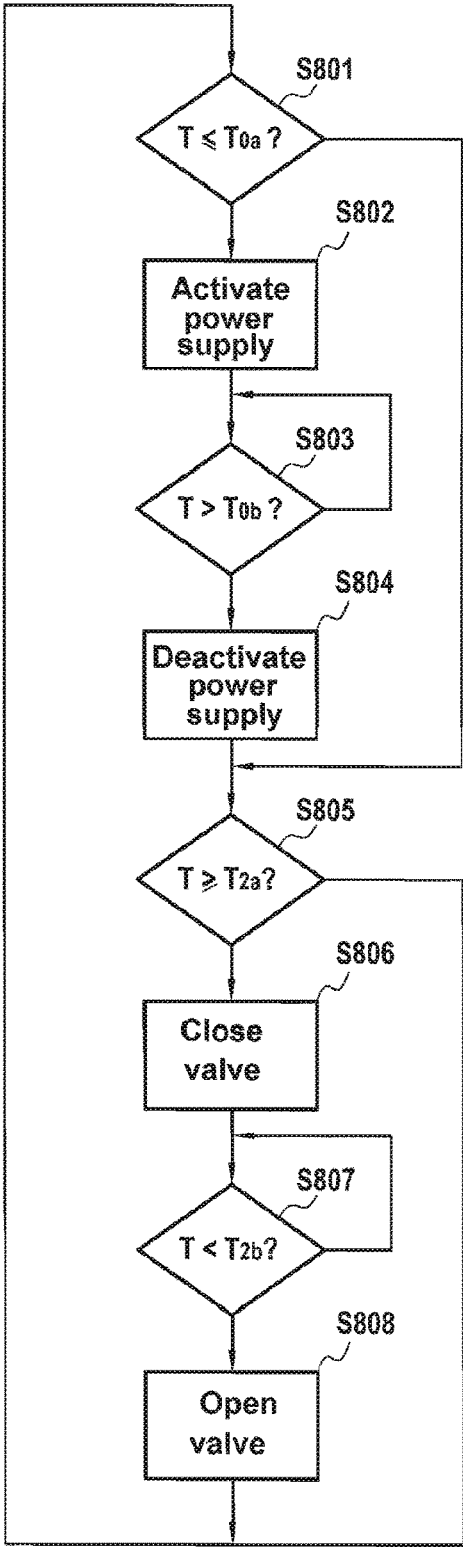 S801
T ⩽ T0a ?
S802
Activate
power
supply
S803
T > T0b ?
S804
Deactivate
power
supply
S805
T ⩾ T2a?
S806
Close
valve
S807
T < T2b?
S808
Open
valve